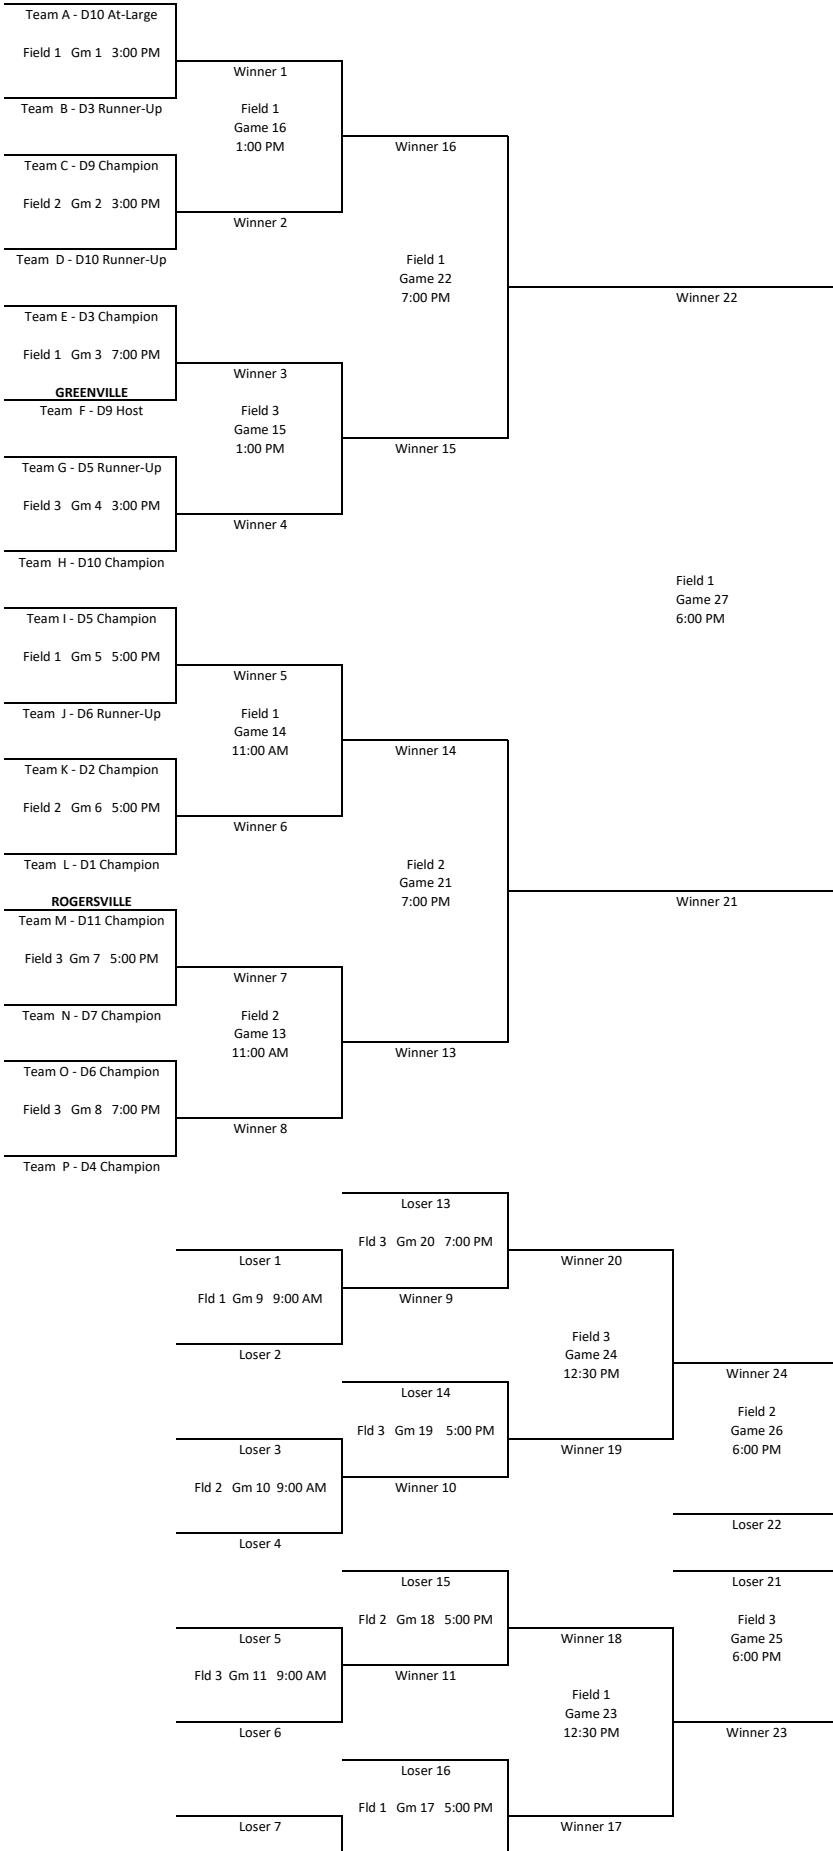 Team A - D10 At-Large
Field 1 Gm 1 3:00 PM
Winner 1
Team B - D3 Runner-Up
Field 1
Game 16
1:00 PM
Winner 16
Team C - D9 Champion
Field 2 Gm 2 3:00 PM
Winner 2
Team D - D10 Runner-Up
Field 1
Game 22
7:00 PM
Winner 22
Team E - D3 Champion
Field 1 Gm 3 7:00 PM
Winner 3
GREENVILLE
Team F - D9 Host
Field 3
Game 15
1:00 PM
Winner 15
Team G - D5 Runner-Up
Field 3 Gm 4 3:00 PM
Winner 4
Team H - D10 Champion
Field 1
Game 27
6:00 PM
Team I - D5 Champion
Field 1 Gm 5 5:00 PM
Winner 5
Team J - D6 Runner-Up
Field 1
Game 14
11:00 AM
Winner 14
Team K - D2 Champion
Field 2 Gm 6 5:00 PM
Winner 6
Team L - D1 Champion
Field 2
Game 21
7:00 PM
Winner 21
ROGERSVILLE
Team M - D11 Champion
Field 3 Gm 7 5:00 PM
Winner 7
Team N - D7 Champion
Field 2
Game 13
11:00 AM
Winner 13
Team O - D6 Champion
Field 3 Gm 8 7:00 PM
Winner 8
Team P - D4 Champion
Loser 13
Fld 3 Gm 20 7:00 PM
Loser 1
Winner 20
Fld 1 Gm 9 9:00 AM
Winner 9
Loser 2
Field 3
Game 24
12:30 PM
Winner 24
Loser 14
Fld 3 Gm 19 5:00 PM
Field 2
Game 26
6:00 PM
Loser 3
Winner 19
Fld 2 Gm 10 9:00 AM
Winner 10
Loser 4
Loser 22
Loser 15
Loser 21
Fld 2 Gm 18 5:00 PM
Field 3
Game 25
6:00 PM
Loser 5
Winner 18
Fld 3 Gm 11 9:00 AM
Winner 11
Loser 6
Field 1
Game 23
12:30 PM
Winner 23
Loser 16
Fld 1 Gm 17 5:00 PM
Loser 7
Winner 17